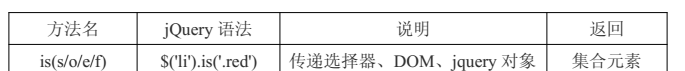 方法名 jQuery 语法 说明 返回
is(s/o/e/f) $('li').is('.red') 传递选择器、DOM、jquery 对象 集合元素